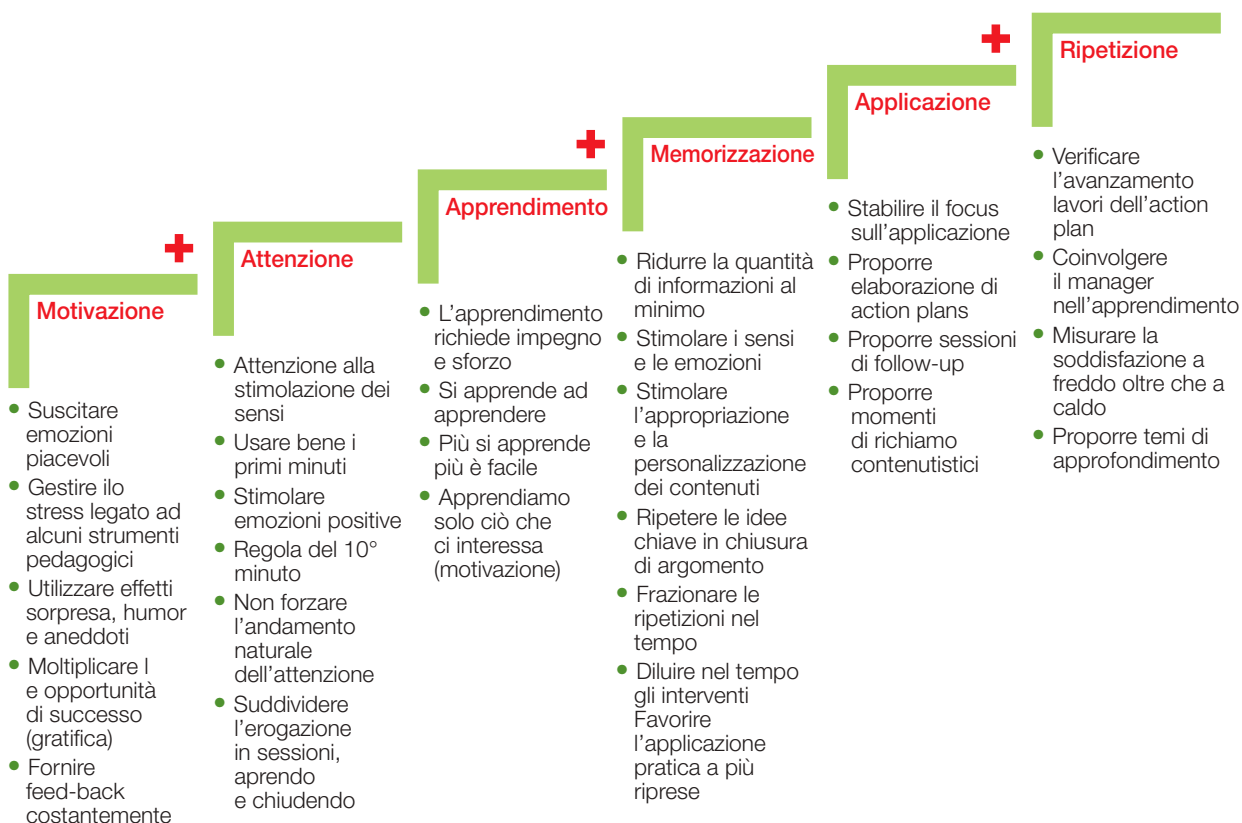 Motivazione
• Suscitare
emozioni
piacevoli
• Gestire ilo
stress legato ad
alcuni strumenti
pedagogici
• Utilizzare effetti
sorpresa, humor
e aneddoti
• Moltiplicare l
e opportunità
di successo
(gratifica)
• Fornire
feed-back
costantemente
Attenzione
• Attenzione alla
stimolazione dei
sensi
• Usare bene i
primi minuti
• Stimolare
emozioni positive
• Regola del 10°
minuto
• Non forzare
l'andamento
naturale
dell'attenzione
• Suddividere
l'erogazione
in sessioni,
aprendo
e chiudendo
Apprendimento
• L'apprendimento
richiede impegno
e sforzo
• Si apprende ad
apprendere
• Più si apprende
più è facile
• Apprendiamo
solo ciò che
ci interessa
(motivazione)
Memorizzazione
• Ridurre la quantità
di informazioni al
minimo
• Stimolare i sensi
e le emozioni
• Stimolare
l'appropriazione
e la
personalizzazione
dei contenuti
• Ripetere le idee
chiave in chiusura
di argomento
• Frazionare le
ripetizioni nel
tempo
• Diluire nel tempo
gli interventi
Favorire
l'applicazione
pratica a più
riprese
Applicazione
• Stabilire il focus
sull'applicazione
• Proporre
elaborazione di
action plans
• Proporre sessioni
di follow-up
• Proporre
momenti
di richiamo
contenutistici
Ripetizione
• Verificare
l'avanzamento
lavori dell'action
plan
• Coinvolgere
il manager
nell'apprendimento
• Misurare la
soddisfazione a
freddo oltre che a
caldo
• Proporre temi di
approfondimento